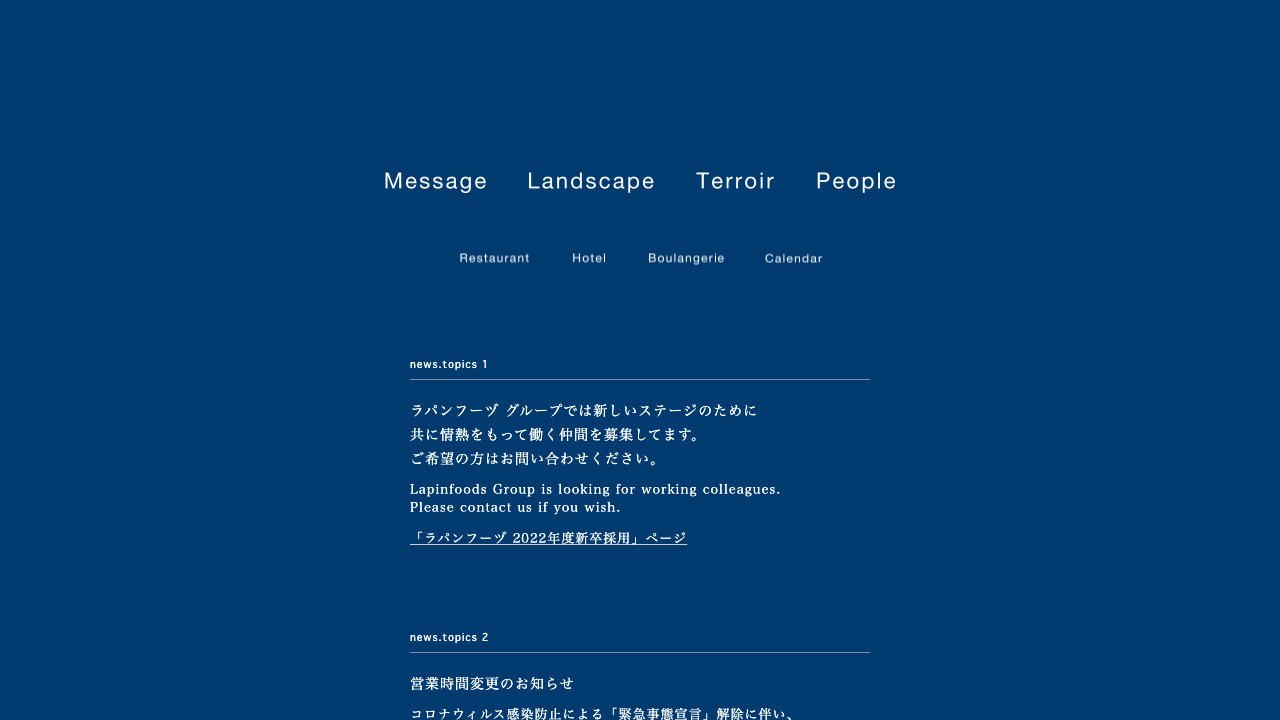 Message Landscape Terroir People
Restaurant Hotel Boulangerie Calendar
news.topics 1
ラパンフーヅ グループでは新しいステージのために
共に情熱をもって働く仲間を募集してます。
ご希望の方はお問い合わせください。
Lapinfoods Group is looking for working colleagues.
Please contact us if you wish.
「ラパンフーヅ 2022年度新卒採用」ページ
news.topics 2
営業時間変更のお知らせ
コロナウィルス感染防止による「緊急事態宣言」解除に伴い、